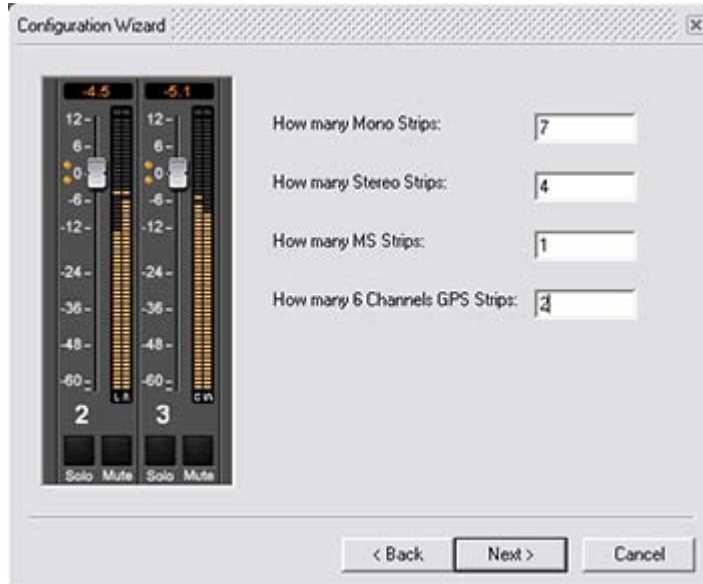 Configuration Wizard
-4.5 -5.1
12- 12-
6- 6-
0- 0-
-6- -6-
-12- -12-
-24- -24-
-36- -36-
-48- -48-
-60- -60-
L R
2 3
Solo Mute Solo Mute
How many Mono Strips: 7
How many Stereo Strips: 4
How many MS Strips: 1
How many 6 Channels GPS Strips: 2
< Back Next > Cancel